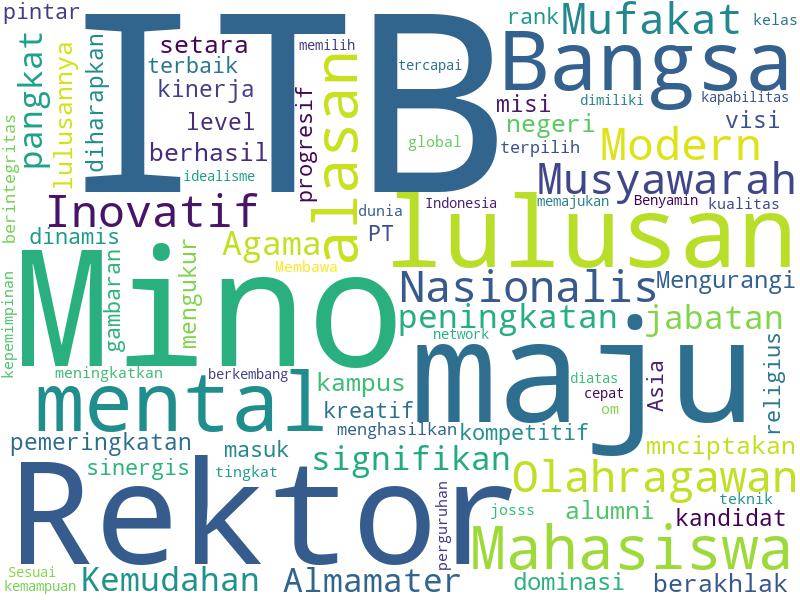 pintar
ITB
rank
Mufakat
kelas
setara
memilih
terbaik
tercapai
Bangsa
pangkat
lulusannya
diharapkan
kinerja
alasan
misi
dimiliki
kapabilitas
level
progresif
negeri
visi
berhasil
global
terpilih
Modern
berintegritas
idealisme
Musyawarah
Inovatif
dunia
Indonesia
memajukan
Benyamin
kualitas
lulusan
PT
dinamis
Agama
Membawa
gambaran
mengukur
Mino
Nasionalis
Mengurangi
kepemimpinan
peningkatan
jabatan
network
maju
religius
meningkatkan
berkembang
mental
kampus
diatas
Asia
cepat
kreatif
om
menghasilkan
kompetitif
pemeringkatan
masuk
mnciptakan
sinergis
tingkat
signifikan
Olahragawan
Rektor
perguruhan
teknik
josss
alumni
kandidat
Mahasiswa
Sesuai
kemampuan
Kemudahan
Almamater
dominasi
berakhlak